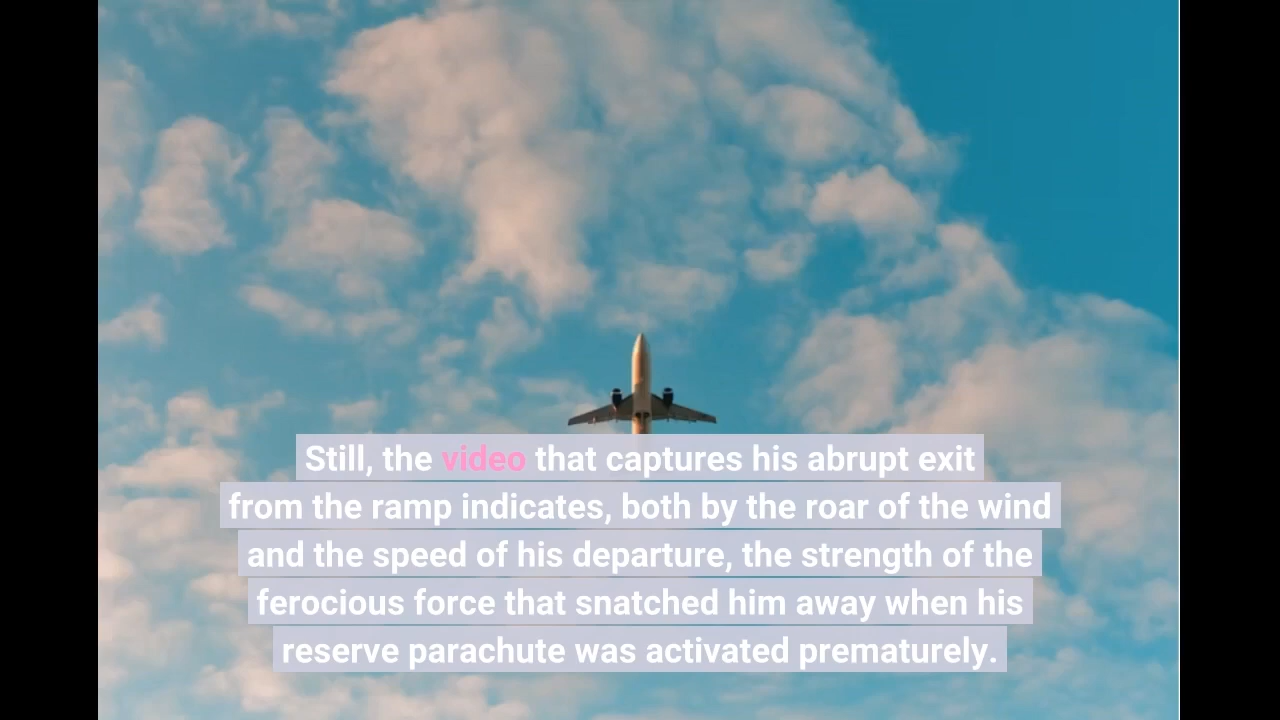 Still, the video that captures his abrupt exit
from the ramp indicates, both by the roar of the wind
and the speed of his departure, the strength of the
ferocious force that snatched him away when his
reserve parachute was activated prematurely.